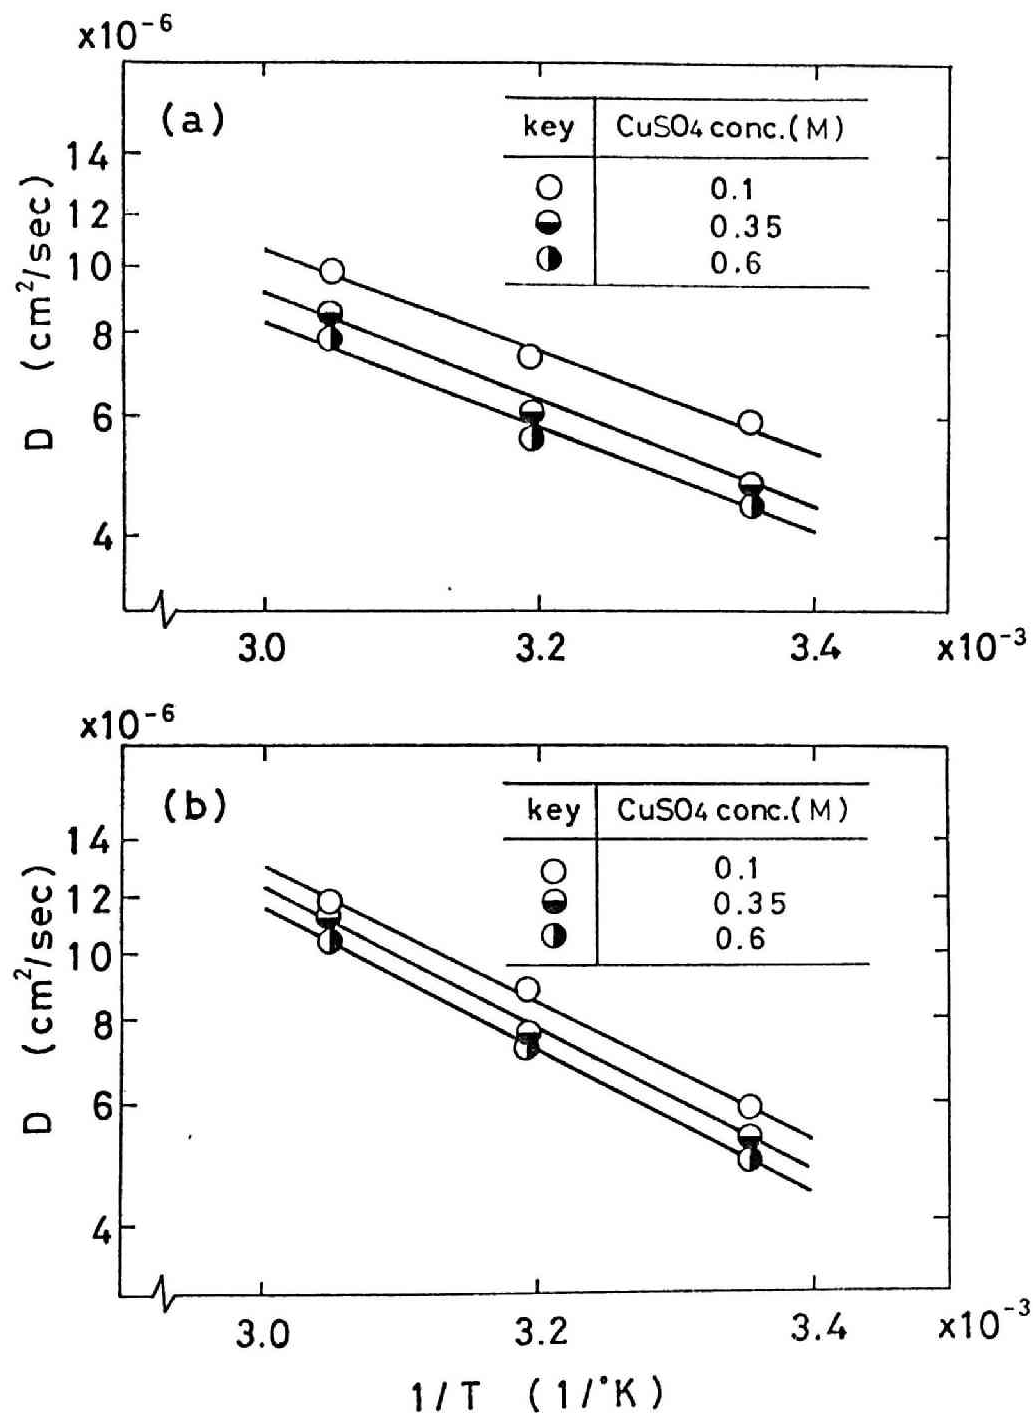 x10⁻⁶
(a)
key CuSO4 conc.(M)
0.1
0.35
0.6
14
12
10
8
6
4
D (cm²/sec)
3.0 3.2 3.4 x10⁻³
x10⁻⁶
(b)
key CuSO4 conc.(M)
0.1
0.35
0.6
14
12
10
8
6
4
D (cm²/sec)
3.0 3.2 3.4 x10⁻³
1/T (1/°K)